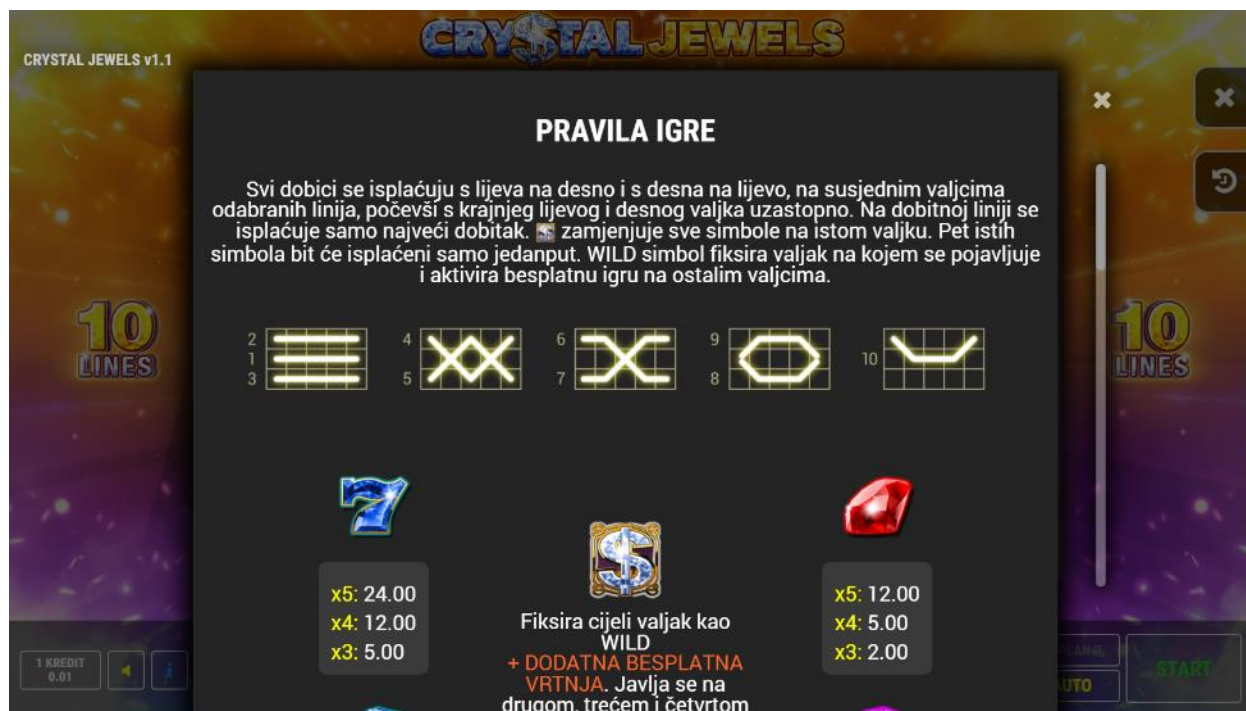 CRYSTAL JEWELS
CRYSTAL JEWELS v1.1
PRAVILA IGRE
Svi dobici se isplaćuju s lijeva na desno i s desna na lijevo, na susjednim valjcima
odabranih linija, počevši s krajnjeg lijevog i desnog valjka uzastopno. Na dobitnoj liniji se
isplaćuje samo najveći dobitak. zamjenjuje sve simbole na istom valjku. Pet istih
simbola bit će isplaćeni samo jedanput. WILD simbol fiksira valjak na kojem se pojavljuje
i aktivira besplatnu igru na ostalim valjcima.
10
LINES
2
1
3
4
5
6
7
9
8
10
10
LINES
7
x5: 24.00
x4: 12.00
x3: 5.00
$
Fiksira cijeli valjak kao
WILD
+ DODATNA BESPLATNA
VRTNJA. Javlja se na
drugom, trećem i četvrtom
x5: 12.00
x4: 5.00
x3: 2.00
1 KREDIT
0.01
START